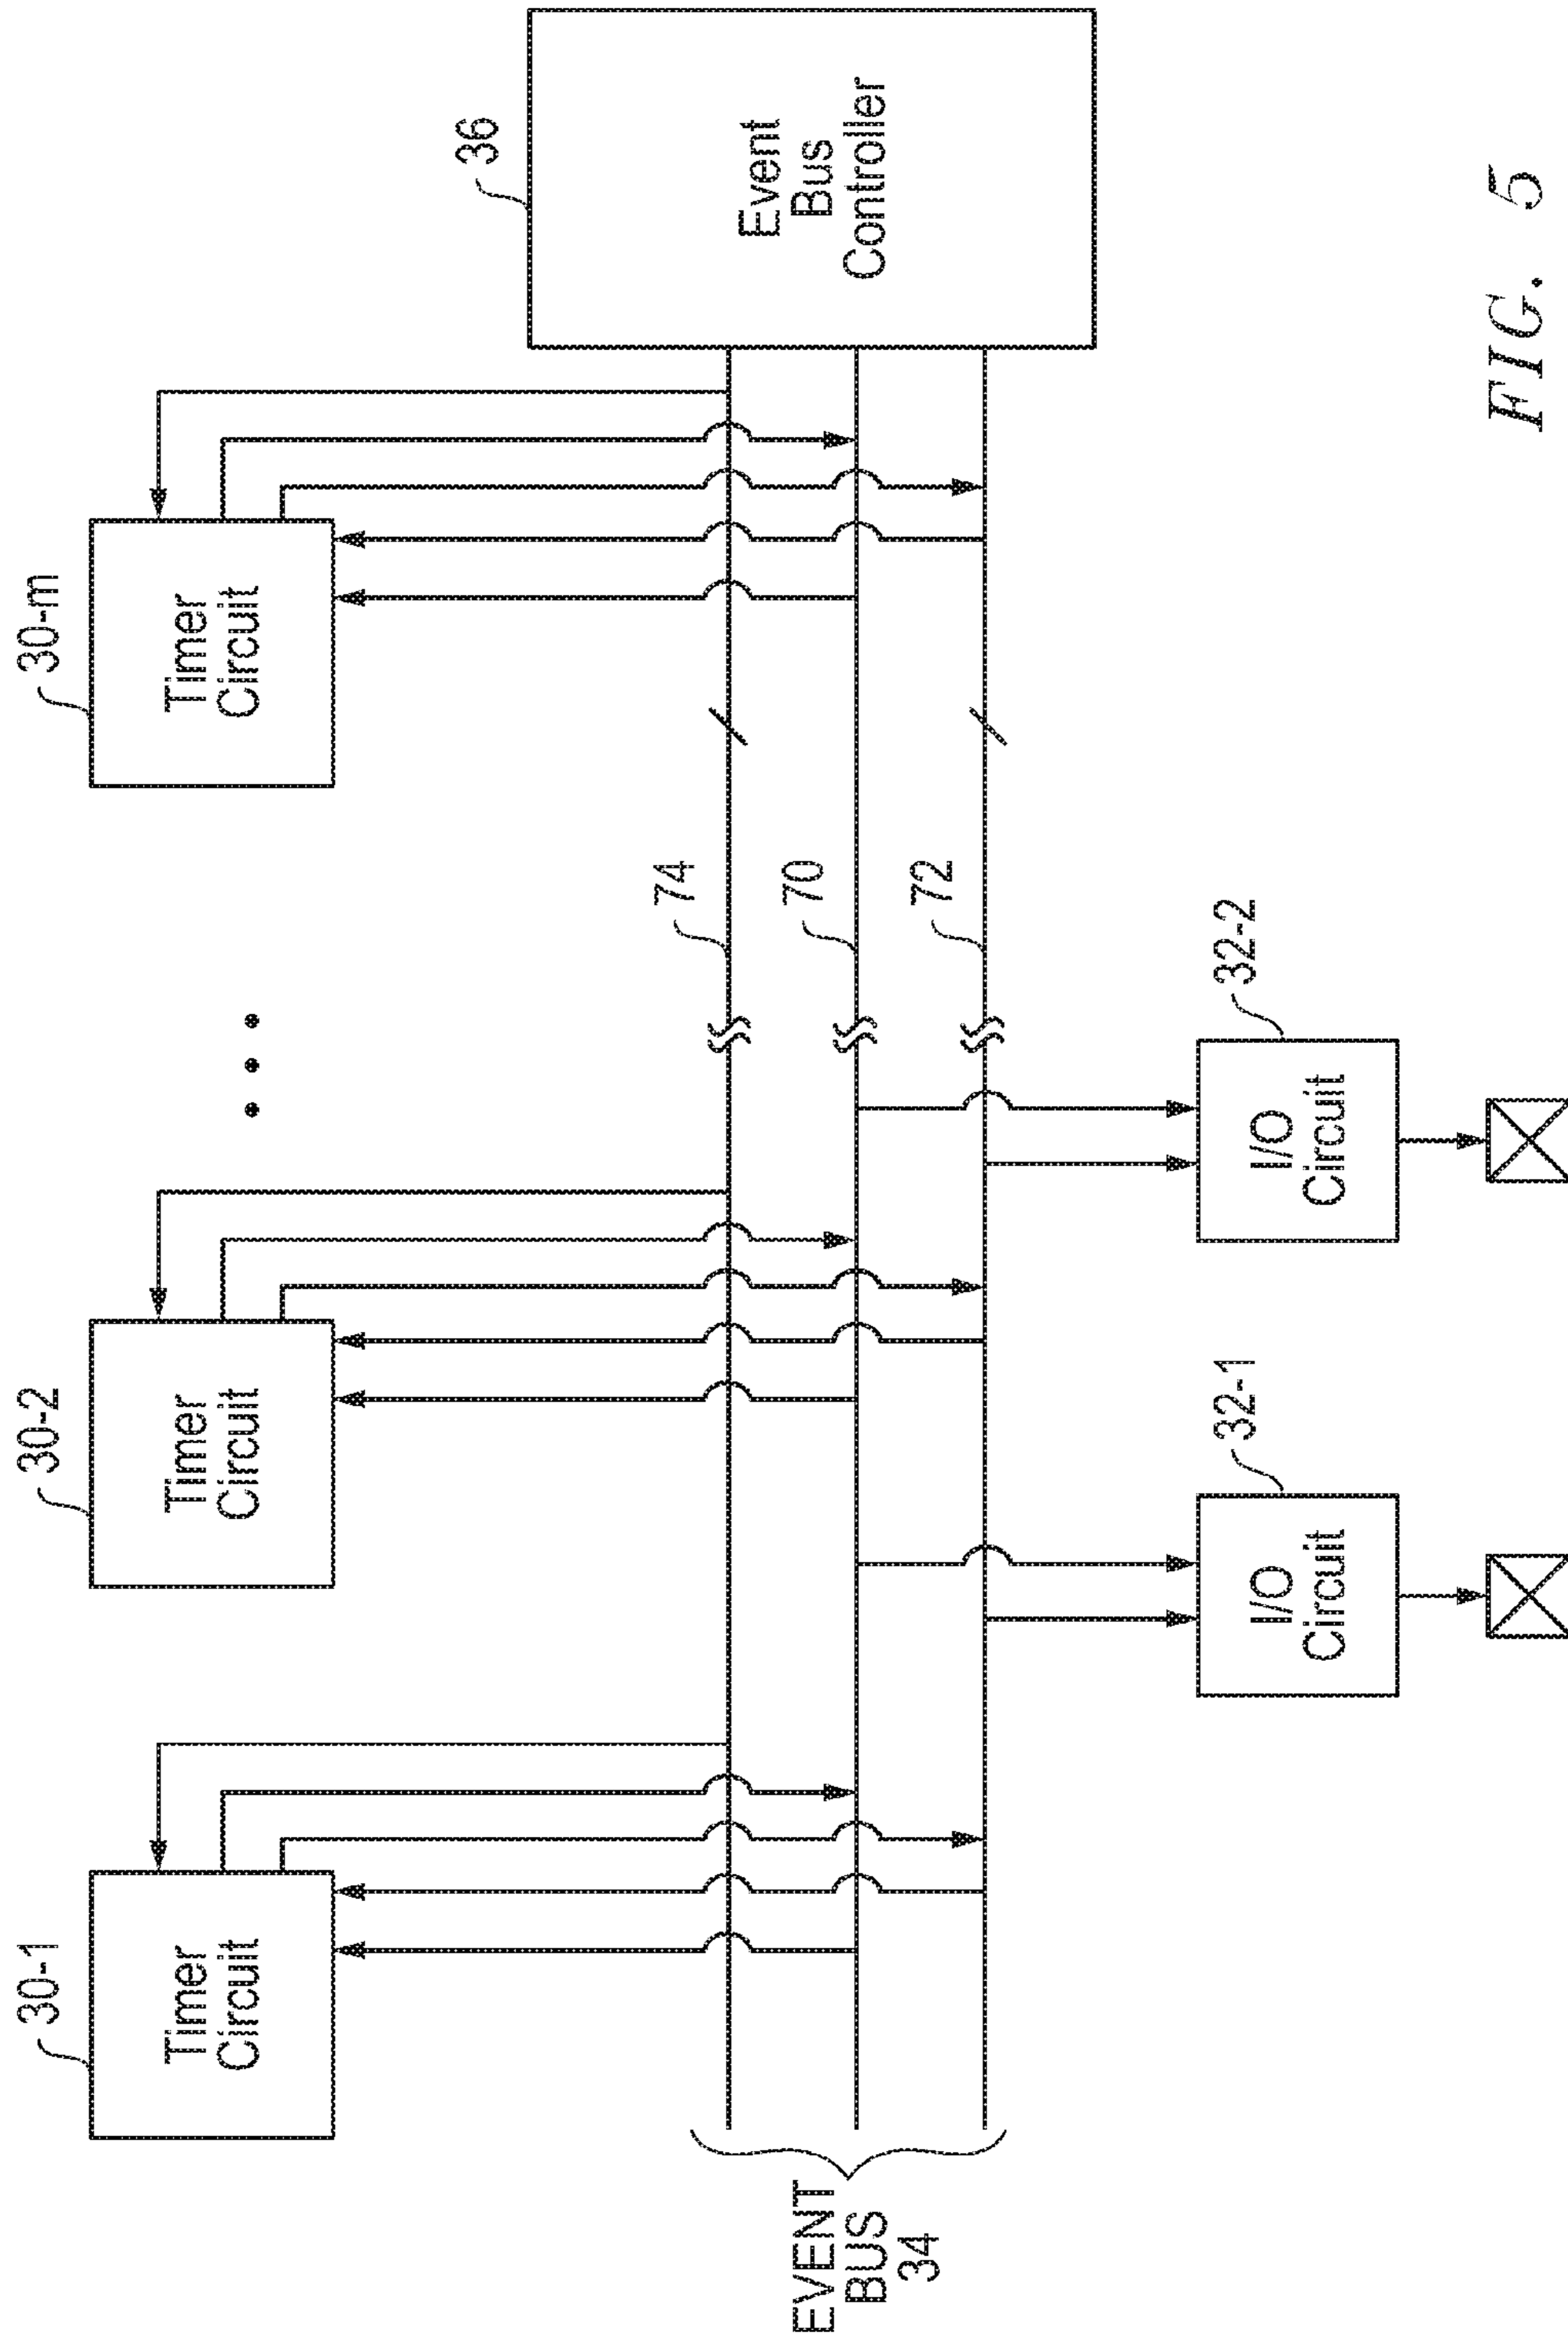 30-1
Timer
Circuit
30-2
Timer
Circuit
30-m
Timer
Circuit
36
Event
Bus
Controller
EVENT
BUS
34
74
70
72
32-1
I/O
Circuit
32-2
I/O
Circuit
FIG. 5